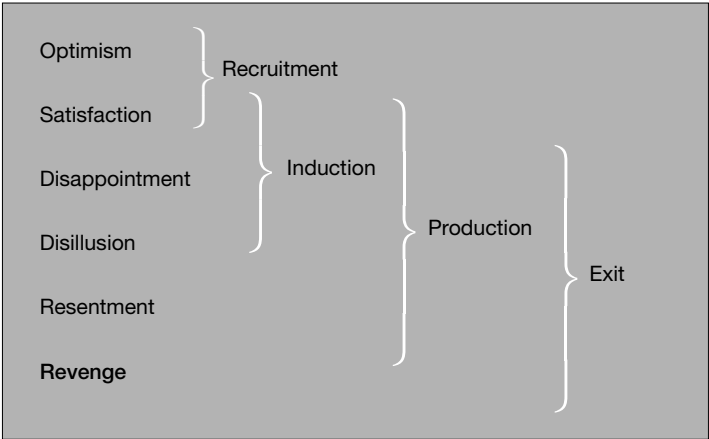 Optimism
Recruitment
Satisfaction
Induction
Disappointment
Production
Disillusion
Exit
Resentment
Revenge